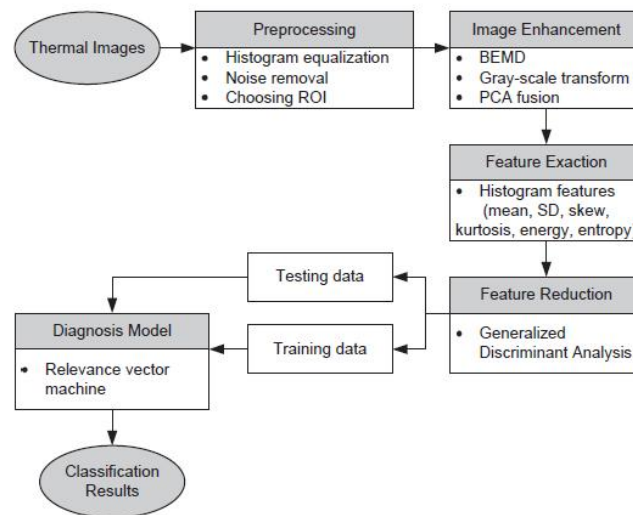 Thermal Images
Preprocessing
• Histogram equalization
• Noise removal
• Choosing ROI
Image Enhancement
• BEMD
• Gray-scale transform
• PCA fusion
Feature Exaction
• Histogram features
(mean, SD, skew,
kurtosis, energy, entropy)
Feature Reduction
• Generalized
Discriminant Analysis
Testing data
Training data
Diagnosis Model
• Relevance vector
machine
Classification
Results